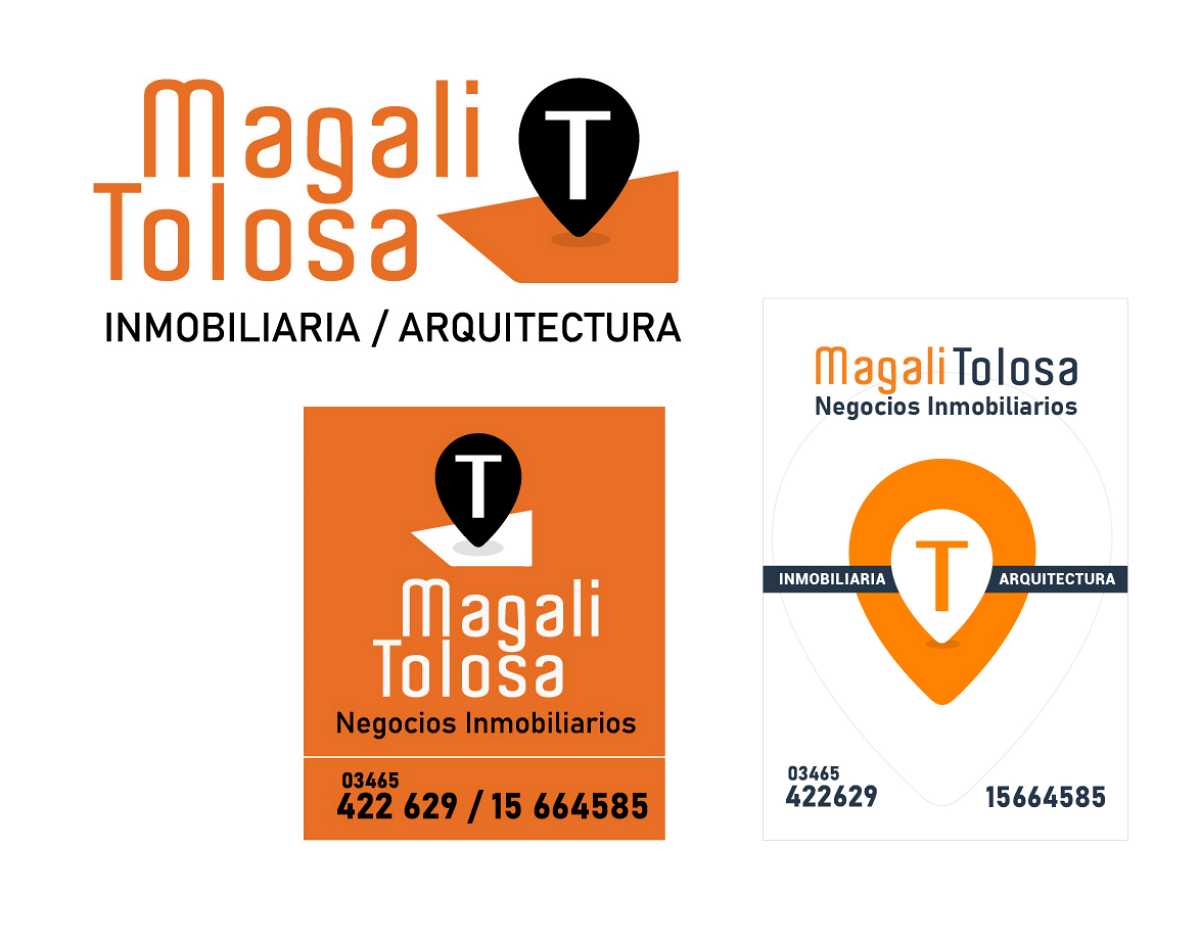 Magali
Tolosa
T
INMOBILIARIA / ARQUITECTURA
T
Magali
Tolosa
Negocios Inmobiliarios
03465
422 629 / 15 664585
Magali Tolosa
Negocios Inmobiliarios
T
INMOBILIARIA ARQUITECTURA
03465
422629 15664585